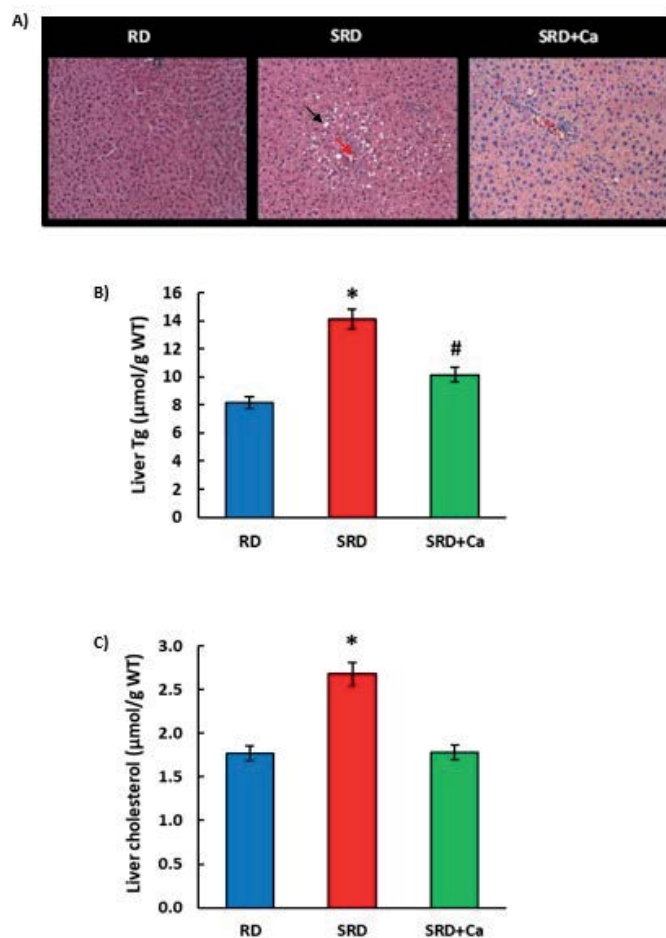 A)
RD SRD SRD+Ca
B)
Liver Tg (µmol/g WT)
16
14
12
10
8
6
4
2
0
*
#
RD SRD SRD+Ca
C)
Liver cholesterol (µmol/g WT)
3.0
2.5
2.0
1.5
1.0
0.5
0.0
*
RD SRD SRD+Ca